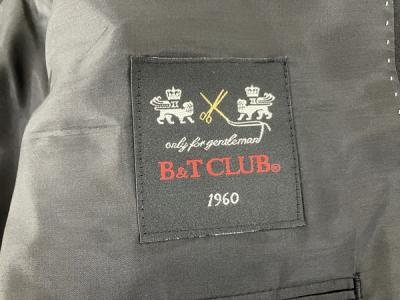 only for gentleman
B&T CLUB®
1960